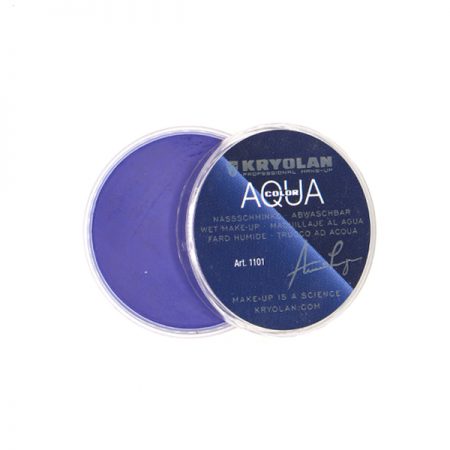 KRYOLAN
PROFESSIONAL MAKE-UP
AQUA
COLOR
NASSSCHMINKE - ABWASCHBAR
WET MAKE-UP - MAQUILLAJE AL AGUA
FARD HUMIDE - TRUCCO AD ACQUA
Art. 1101
MAKE-UP IS A SCIENCE
KRYOLAN.COM